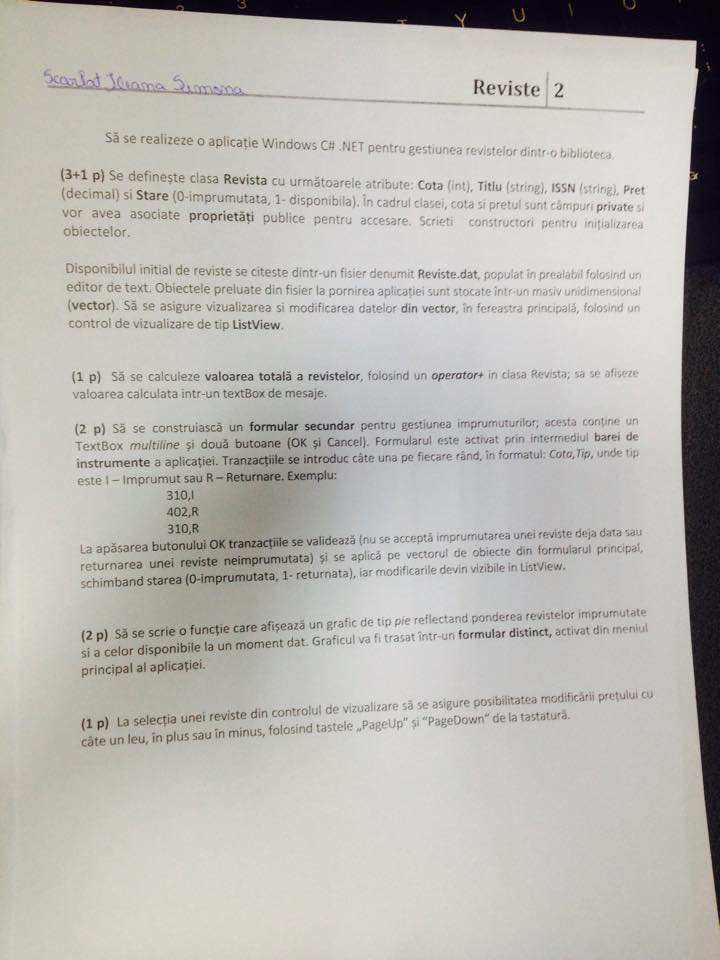 3
T Y U I O
Scarlat Ileana Simona
Reviste 2
Să se realizeze o aplicație Windows C# .NET pentru gestiunea revistelor dintr-o biblioteca.
(3+1 p) Se definește clasa Revista cu următoarele atribute: Cota (int), Titlu (string), ISSN (string), Pret
(decimal) si Stare (0-imprumutata, 1- disponibila). În cadrul clasei, cota si pretul sunt câmpuri private si
vor avea asociate proprietăți publice pentru accesare. Scrieti constructori pentru inițializarea
obiectelor.
Disponibilul initial de reviste se citeste dintr-un fisier denumit Reviste.dat, populat în prealabil folosind un
editor de text. Obiectele preluate din fisier la pornirea aplicației sunt stocate într-un masiv unidimensional
(vector). Să se asigure vizualizarea si modificarea datelor din vector, în fereastra principală, folosind un
control de vizualizare de tip ListView.
(1 p) Să se calculeze valoarea totală a revistelor, folosind un operator+ in clasa Revista; sa se afiseze
valoarea calculata intr-un textBox de mesaje.
(2 p) Să se construiască un formular secundar pentru gestiunea imprumuturilor; acesta conține un
TextBox multiline și două butoane (OK și Cancel). Formularul este activat prin intermediul barei de
instrumente a aplicației. Tranzacțiile se introduc câte una pe fiecare rând, în formatul: Cota,Tip, unde tip
este I – Imprumut sau R – Returnare. Exemplu:
310,I
402,R
310,R
La apăsarea butonului OK tranzacțiile se validează (nu se acceptă imprumutarea unei reviste deja data sau
returnarea unei reviste neimprumutata) și se aplică pe vectorul de obiecte din formularul principal,
schimband starea (0-imprumutata, 1- returnata), iar modificarile devin vizibile in ListView.
(2 p) Să se scrie o funcție care afișează un grafic de tip pie reflectand ponderea revistelor imprumutate
si a celor disponibile la un moment dat. Graficul va fi trasat într-un formular distinct, activat din meniul
principal al aplicației.
(1 p) La selecția unei reviste din controlul de vizualizare să se asigure posibilitatea modificării prețului cu
câte un leu, în plus sau în minus, folosind tastele „PageUp” și “PageDown” de la tastatură.